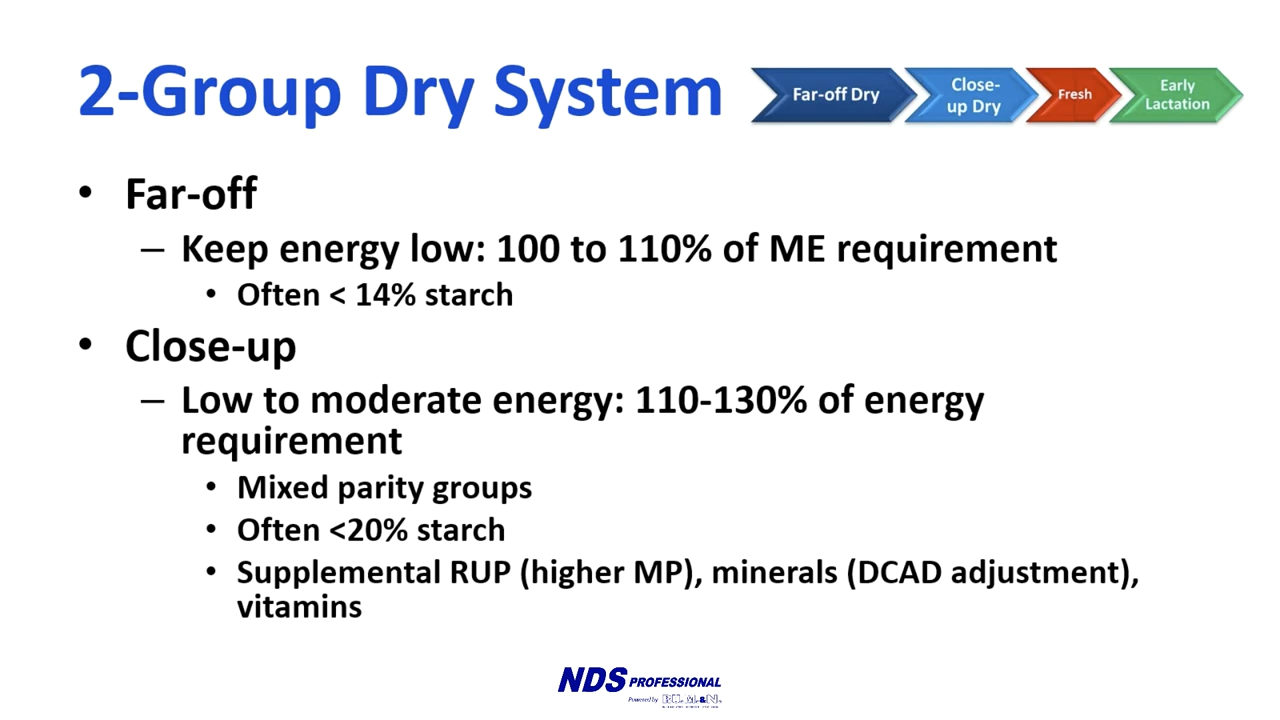 2-Group Dry System
Far-off Dry
Close-
up Dry
Fresh
Early
Lactation
• Far-off
– Keep energy low: 100 to 110% of ME requirement
• Often < 14% starch
• Close-up
– Low to moderate energy: 110-130% of energy
requirement
• Mixed parity groups
• Often <20% starch
• Supplemental RUP (higher MP), minerals (DCAD adjustment),
vitamins
NDS PROFESSIONAL
Powered by